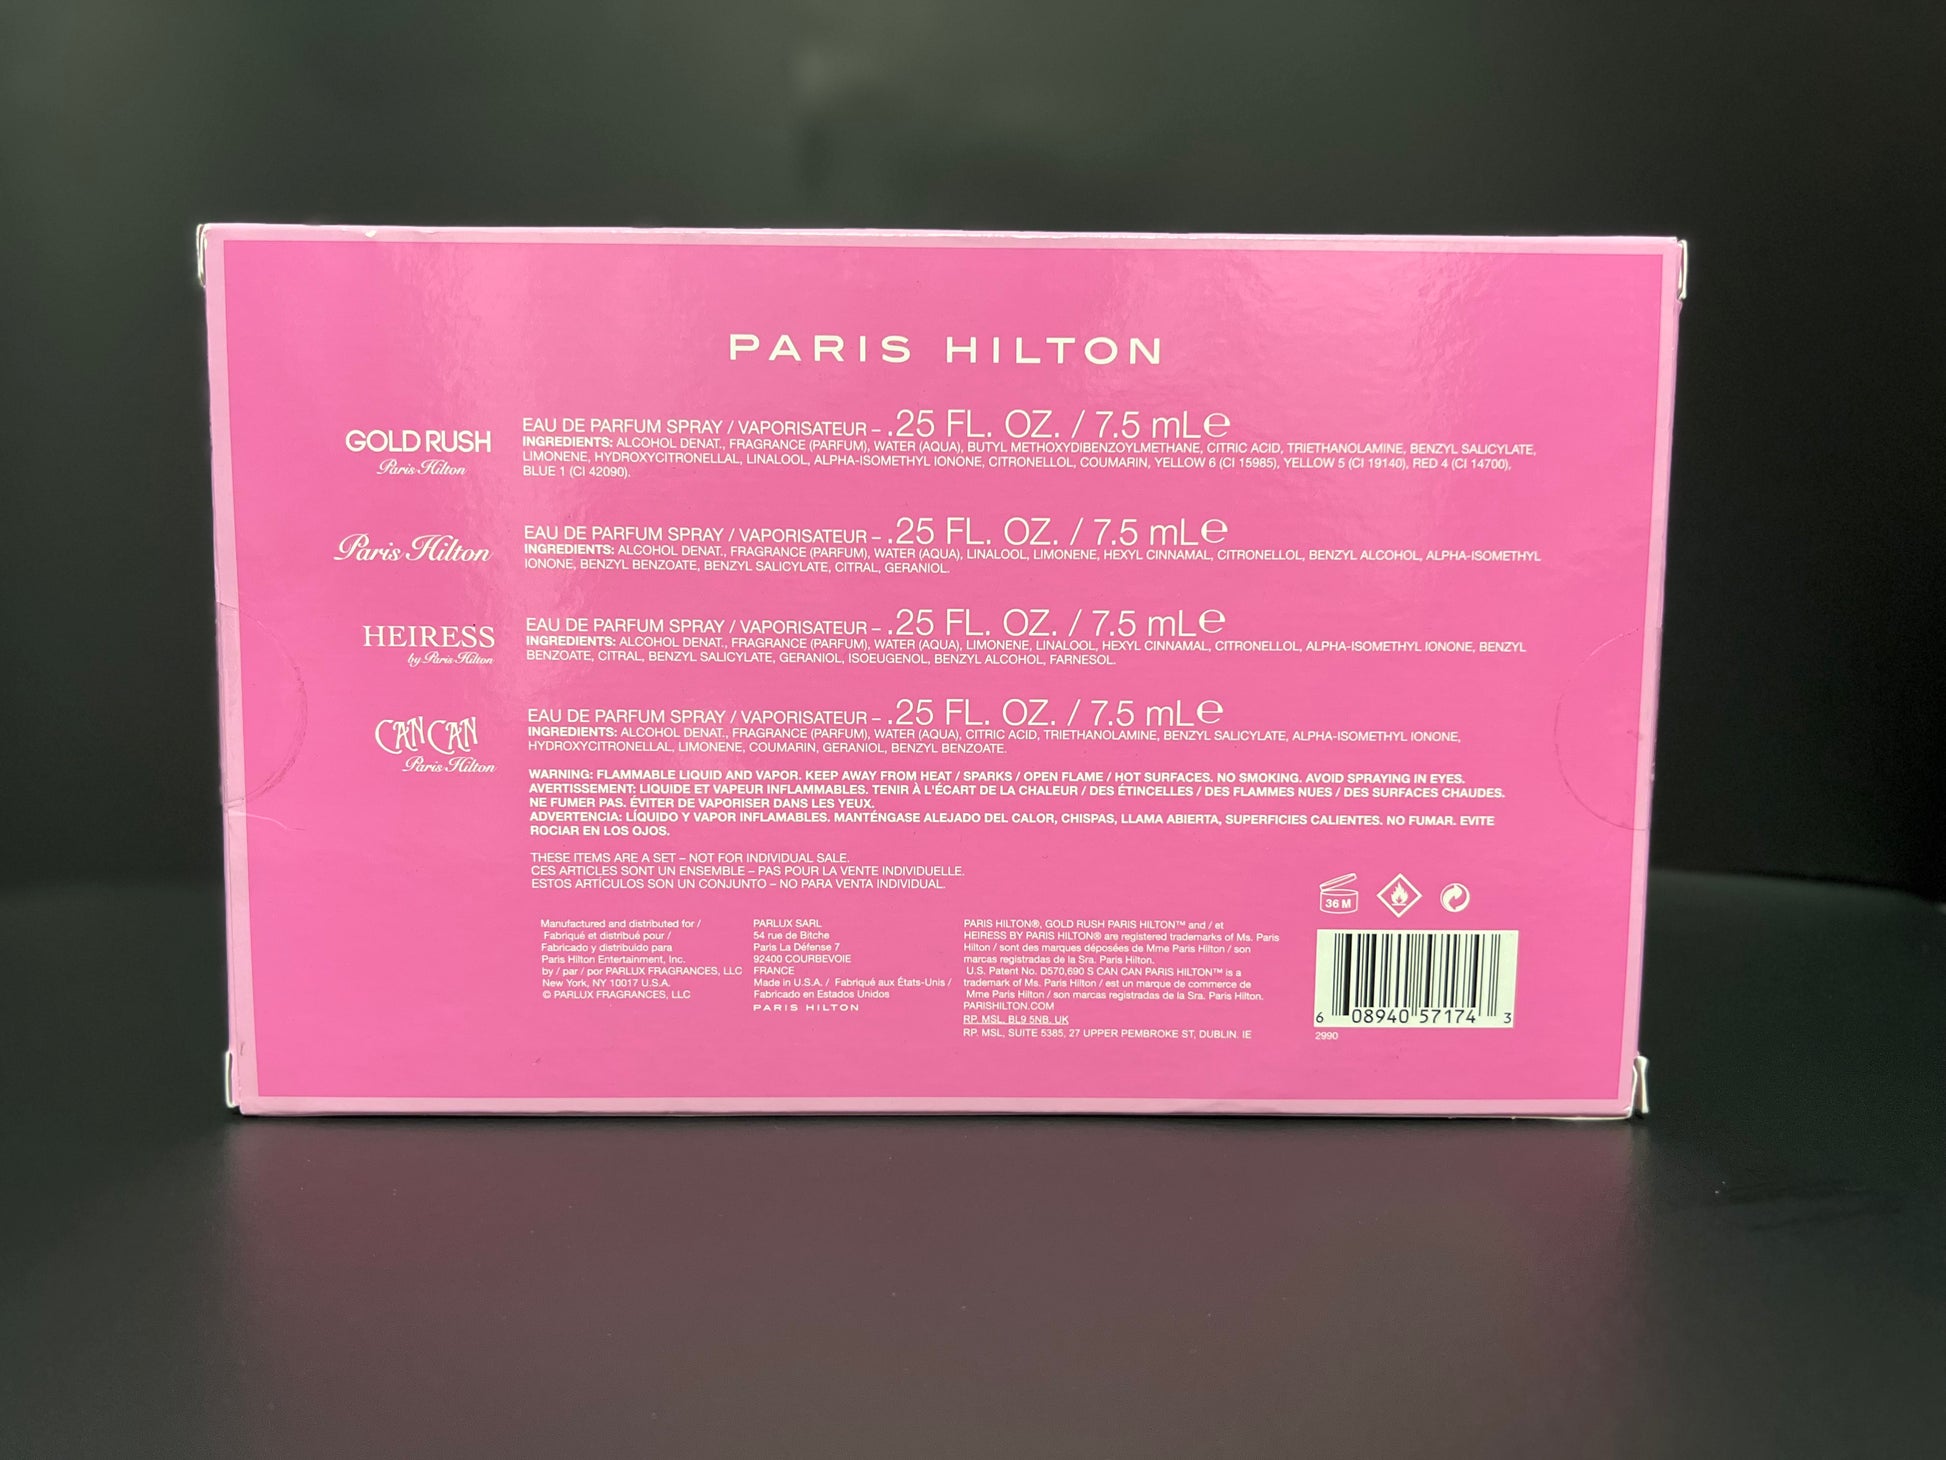 PARIS HILTON
GOLD RUSH
Paris Hilton
EAU DE PARFUM SPRAY / VAPORISATEUR – .25 FL. OZ. / 7.5 mL℮
INGREDIENTS: ALCOHOL DENAT., FRAGRANCE (PARFUM), WATER (AQUA), BUTYL METHOXYDIBENZOYLMETHANE, CITRIC ACID, TRIETHANOLAMINE, BENZYL SALICYLATE,
LIMONENE, HYDROXYCITRONELLAL, LINALOOL, ALPHA-ISOMETHYL IONONE, CITRONELLOL, COUMARIN, YELLOW 6 (CI 15985), YELLOW 5 (CI 19140), RED 4 (CI 14700),
BLUE 1 (CI 42090).
Paris Hilton
EAU DE PARFUM SPRAY / VAPORISATEUR – .25 FL. OZ. / 7.5 mL℮
INGREDIENTS: ALCOHOL DENAT., FRAGRANCE (PARFUM), WATER (AQUA), LINALOOL, LIMONENE, HEXYL CINNAMAL, CITRONELLOL, BENZYL ALCOHOL, ALPHA-ISOMETHYL
IONONE, BENZYL BENZOATE, BENZYL SALICYLATE, CITRAL, GERANIOL.
HEIRESS
by Paris Hilton
EAU DE PARFUM SPRAY / VAPORISATEUR – .25 FL. OZ. / 7.5 mL℮
INGREDIENTS: ALCOHOL DENAT., FRAGRANCE (PARFUM), WATER (AQUA), LIMONENE, LINALOOL, HEXYL CINNAMAL, CITRONELLOL, ALPHA-ISOMETHYL IONONE, BENZYL
BENZOATE, CITRAL, BENZYL SALICYLATE, GERANIOL, ISOEUGENOL, BENZYL ALCOHOL, FARNESOL.
CAN CAN
Paris Hilton
EAU DE PARFUM SPRAY / VAPORISATEUR – .25 FL. OZ. / 7.5 mL℮
INGREDIENTS: ALCOHOL DENAT., FRAGRANCE (PARFUM), WATER (AQUA), CITRIC ACID, TRIETHANOLAMINE, BENZYL SALICYLATE, ALPHA-ISOMETHYL IONONE,
HYDROXYCITRONELLAL, LIMONENE, COUMARIN, GERANIOL, BENZYL BENZOATE.
WARNING: FLAMMABLE LIQUID AND VAPOR. KEEP AWAY FROM HEAT / SPARKS / OPEN FLAME / HOT SURFACES. NO SMOKING. AVOID SPRAYING IN EYES.
AVERTISSEMENT: LIQUIDE ET VAPEUR INFLAMMABLES. TENIR À L'ÉCART DE LA CHALEUR / DES ÉTINCELLES / DES FLAMMES NUES / DES SURFACES CHAUDES.
NE FUMER PAS. ÉVITER DE VAPORISER DANS LES YEUX.
ADVERTENCIA: LÍQUIDO Y VAPOR INFLAMABLES. MANTÉNGASE ALEJADO DEL CALOR, CHISPAS, LLAMA ABIERTA, SUPERFICIES CALIENTES. NO FUMAR. EVITE
ROCIAR EN LOS OJOS.
THESE ITEMS ARE A SET – NOT FOR INDIVIDUAL SALE.
CES ARTICLES SONT UN ENSEMBLE – PAS POUR LA VENTE INDIVIDUELLE.
ESTOS ARTÍCULOS SON UN CONJUNTO – NO PARA VENTA INDIVIDUAL.
Manufactured and distributed for /
Fabriqué et distribué pour /
Fabricado y distribuido para
Paris Hilton Entertainment, Inc.
by / par / por PARLUX FRAGRANCES, LLC
New York, NY 10017 U.S.A.
© PARLUX FRAGRANCES, LLC
PARLUX SARL
54 rue de Bitche
Paris La Défense 7
92400 COURBEVOIE
FRANCE
Made in U.S.A. / Fabriqué aux États-Unis /
Fabricado en Estados Unidos
PARIS HILTON
PARIS HILTON®, GOLD RUSH PARIS HILTON™ and / et
HEIRESS BY PARIS HILTON® are registered trademarks of Ms. Paris
Hilton / sont des marques déposées de Mme Paris Hilton / son
marcas registradas de la Sra. Paris Hilton.
U.S. Patent No. D570,690 S CAN CAN PARIS HILTON™ is a
trademark of Ms. Paris Hilton / est un marque de commerce de
Mme Paris Hilton / son marcas registradas de la Sra. Paris Hilton.
PARISHILTON.COM
RP. MSL, BL9 5NB, UK
RP. MSL, SUITE 5385, 27 UPPER PEMBROKE ST, DUBLIN. IE
36 M
6 08940 57174 3
2990